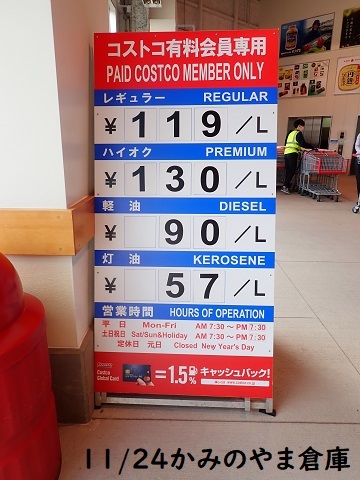 コストコ有料会員専用
PAID COSTCO MEMBER ONLY
レギュラー REGULAR
¥ 119 /L
ハイオク PREMIUM
¥ 130 /L
軽 油 DIESEL
¥ 90 /L
灯 油 KEROSENE
¥ 57 /L
営業時間 HOURS OF OPERATION
平 日 Mon-Fri AM 7:30 ~ PM 7:30
土日祝日 Sat/Sun&Holiday AM 7:30 ~ PM 7:30
定休日 元日 Closed New Year's Day
Costco Global Card =1.5% キャッシュバック!
11/24かみのやま倉庫